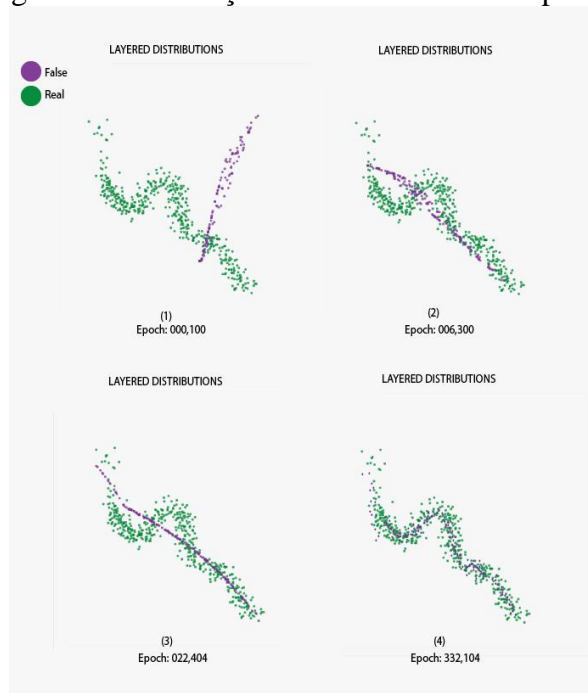 LAYERED DISTRIBUTIONS
LAYERED DISTRIBUTIONS
False
Real
(1)
Epoch: 000,100
(2)
Epoch: 006,300
LAYERED DISTRIBUTIONS
LAYERED DISTRIBUTIONS
(3)
Epoch: 022,404
(4)
Epoch: 332,104